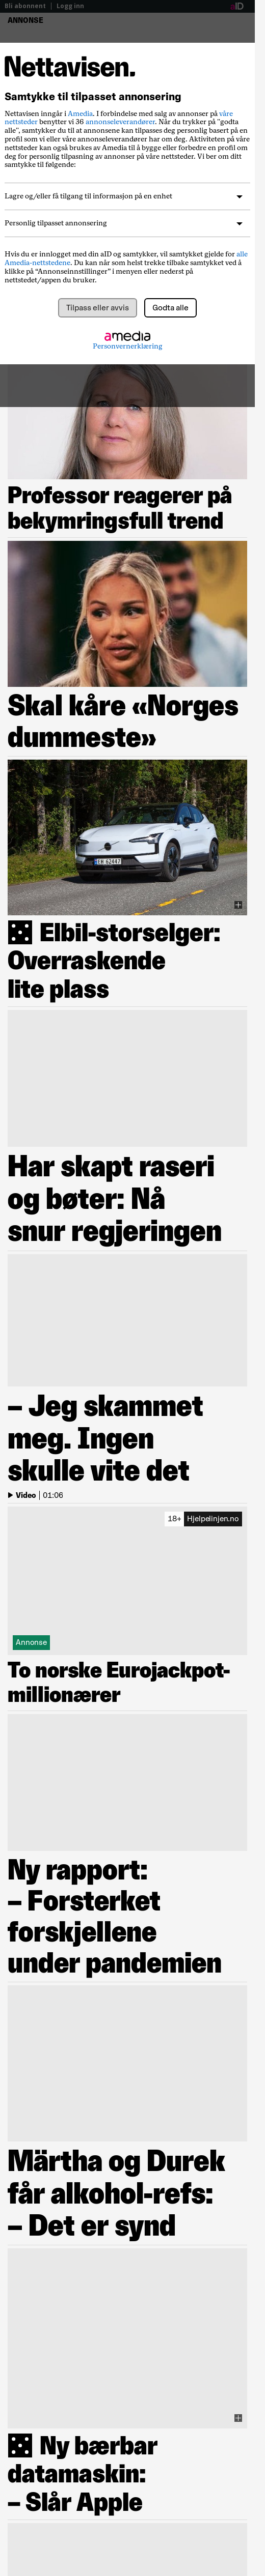 Bli abonnent | Logg inn
aID
ANNONSE
Nettavisen.
Samtykke til tilpasset annonsering
Nettavisen inngår i Amedia. I forbindelse med salg av annonser på våre
nettsteder benytter vi 36 annonseleverandører. Når du trykker på "godta
alle", samtykker du til at annonsene kan tilpasses deg personlig basert på en
profil som vi eller våre annonseleverandører har om deg. Aktiviteten på våre
nettsteder kan også brukes av Amedia til å bygge eller forbedre en profil om
deg for personlig tilpasning av annonser på våre nettsteder. Vi ber om ditt
samtykke til følgende:
Lagre og/eller få tilgang til informasjon på en enhet
Personlig tilpasset annonsering
Hvis du er innlogget med din aID og samtykker, vil samtykket gjelde for alle
Amedia-nettstedene. Du kan når som helst trekke tilbake samtykket ved å
klikke på “Annonseinnstillinger” i menyen eller nederst på
nettstedet/appen du bruker.
Tilpass eller avvis
Godta alle
amedia
Personvernerklæring
Professor reagerer på
bekymringsfull trend
Skal kåre «Norges
dummeste»
Elbil-storselger:
Overraskende
lite plass
Har skapt raseri
og bøter: Nå
snur regjeringen
– Jeg skammet
meg. Ingen
skulle vite det
Video | 01:06
18+ Hjelpelinjen.no
Annonse
To norske Eurojackpot-
millionærer
Ny rapport:
– Forsterket
forskjellene
under pandemien
Märtha og Durek
får alkohol-refs:
– Det er synd
Ny bærbar
datamaskin:
– Slår Apple